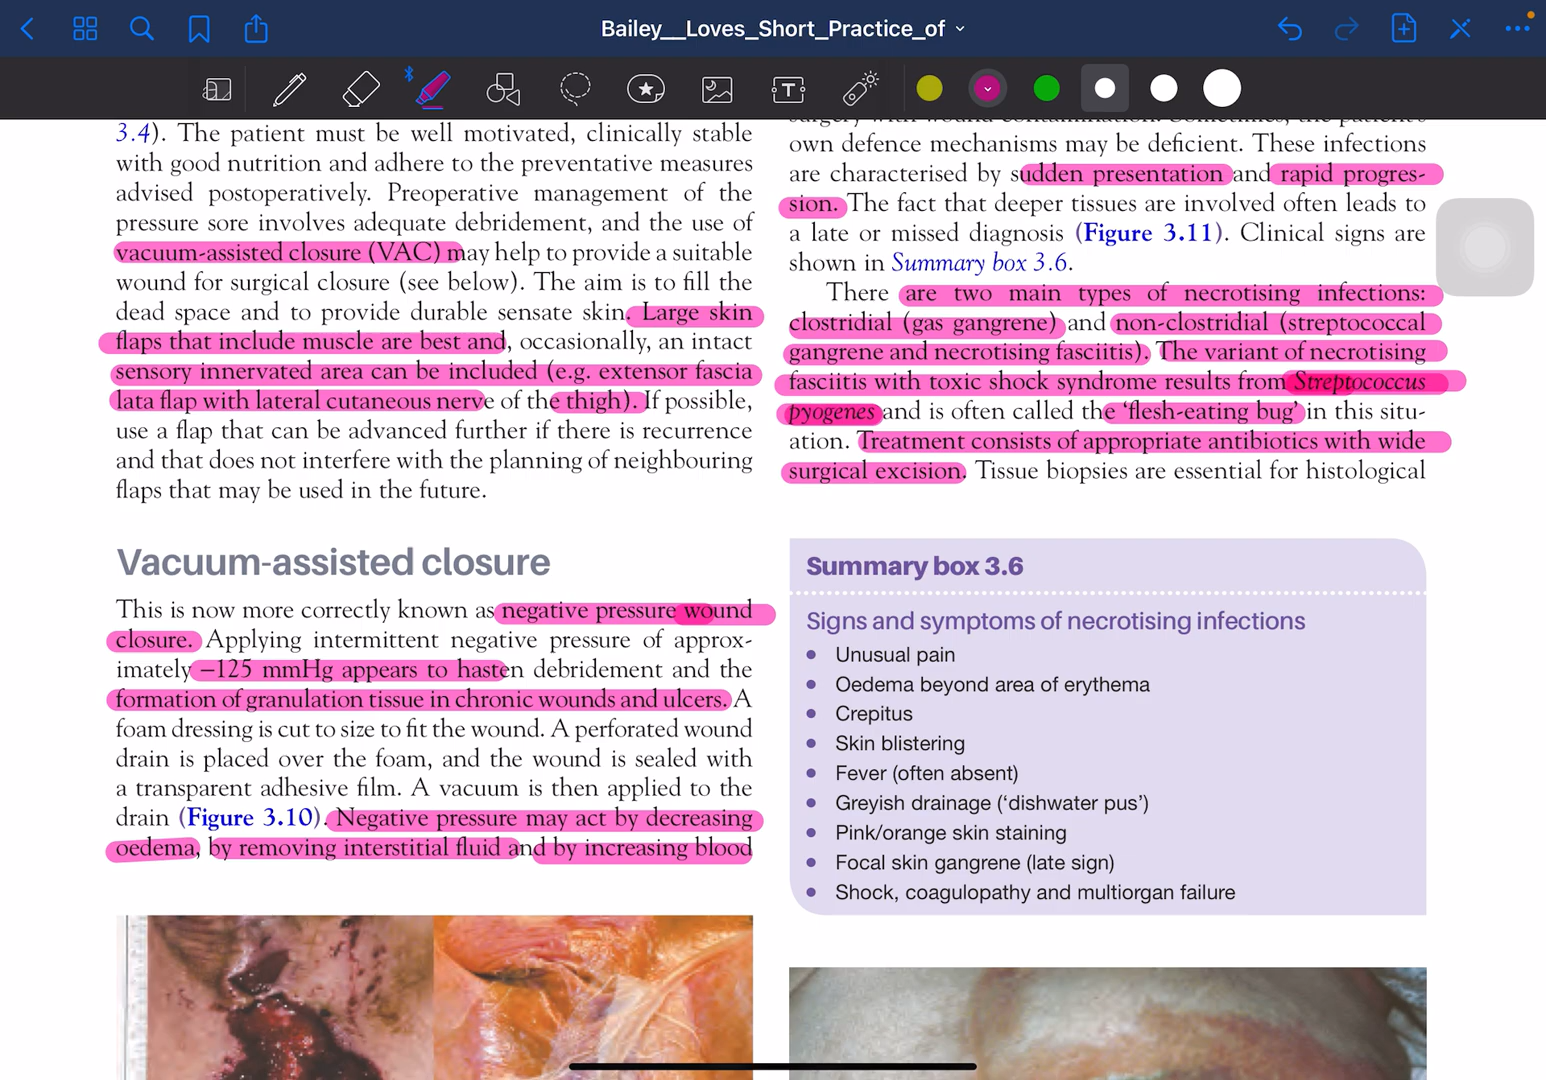 Bailey__Loves_Short_Practice_of
3.4). The patient must be well motivated, clinically stable
with good nutrition and adhere to the preventative measures
advised postoperatively. Preoperative management of the
pressure sore involves adequate debridement, and the use of
vacuum-assisted closure (VAC) may help to provide a suitable
wound for surgical closure (see below). The aim is to fill the
dead space and to provide durable sensate skin. Large skin
flaps that include muscle are best and, occasionally, an intact
sensory innervated area can be included (e.g. extensor fascia
lata flap with lateral cutaneous nerve of the thigh). If possible,
use a flap that can be advanced further if there is recurrence
and that does not interfere with the planning of neighbouring
flaps that may be used in the future.
Vacuum-assisted closure
This is now more correctly known as negative pressure wound
closure. Applying intermittent negative pressure of approx-
imately –125 mmHg appears to hasten debridement and the
formation of granulation tissue in chronic wounds and ulcers. A
foam dressing is cut to size to fit the wound. A perforated wound
drain is placed over the foam, and the wound is sealed with
a transparent adhesive film. A vacuum is then applied to the
drain (Figure 3.10). Negative pressure may act by decreasing
oedema, by removing interstitial fluid and by increasing blood
surgery with wound contamination. Sometimes, the patient's
own defence mechanisms may be deficient. These infections
are characterised by sudden presentation and rapid progres-
sion. The fact that deeper tissues are involved often leads to
a late or missed diagnosis (Figure 3.11). Clinical signs are
shown in Summary box 3.6.
There are two main types of necrotising infections:
clostridial (gas gangrene) and non-clostridial (streptococcal
gangrene and necrotising fasciitis). The variant of necrotising
fasciitis with toxic shock syndrome results from Streptococcus
pyogenes and is often called the ‘flesh-eating bug’ in this situ-
ation. Treatment consists of appropriate antibiotics with wide
surgical excision. Tissue biopsies are essential for histological
Summary box 3.6
Signs and symptoms of necrotising infections
• Unusual pain
• Oedema beyond area of erythema
• Crepitus
• Skin blistering
• Fever (often absent)
• Greyish drainage (‘dishwater pus’)
• Pink/orange skin staining
• Focal skin gangrene (late sign)
• Shock, coagulopathy and multiorgan failure